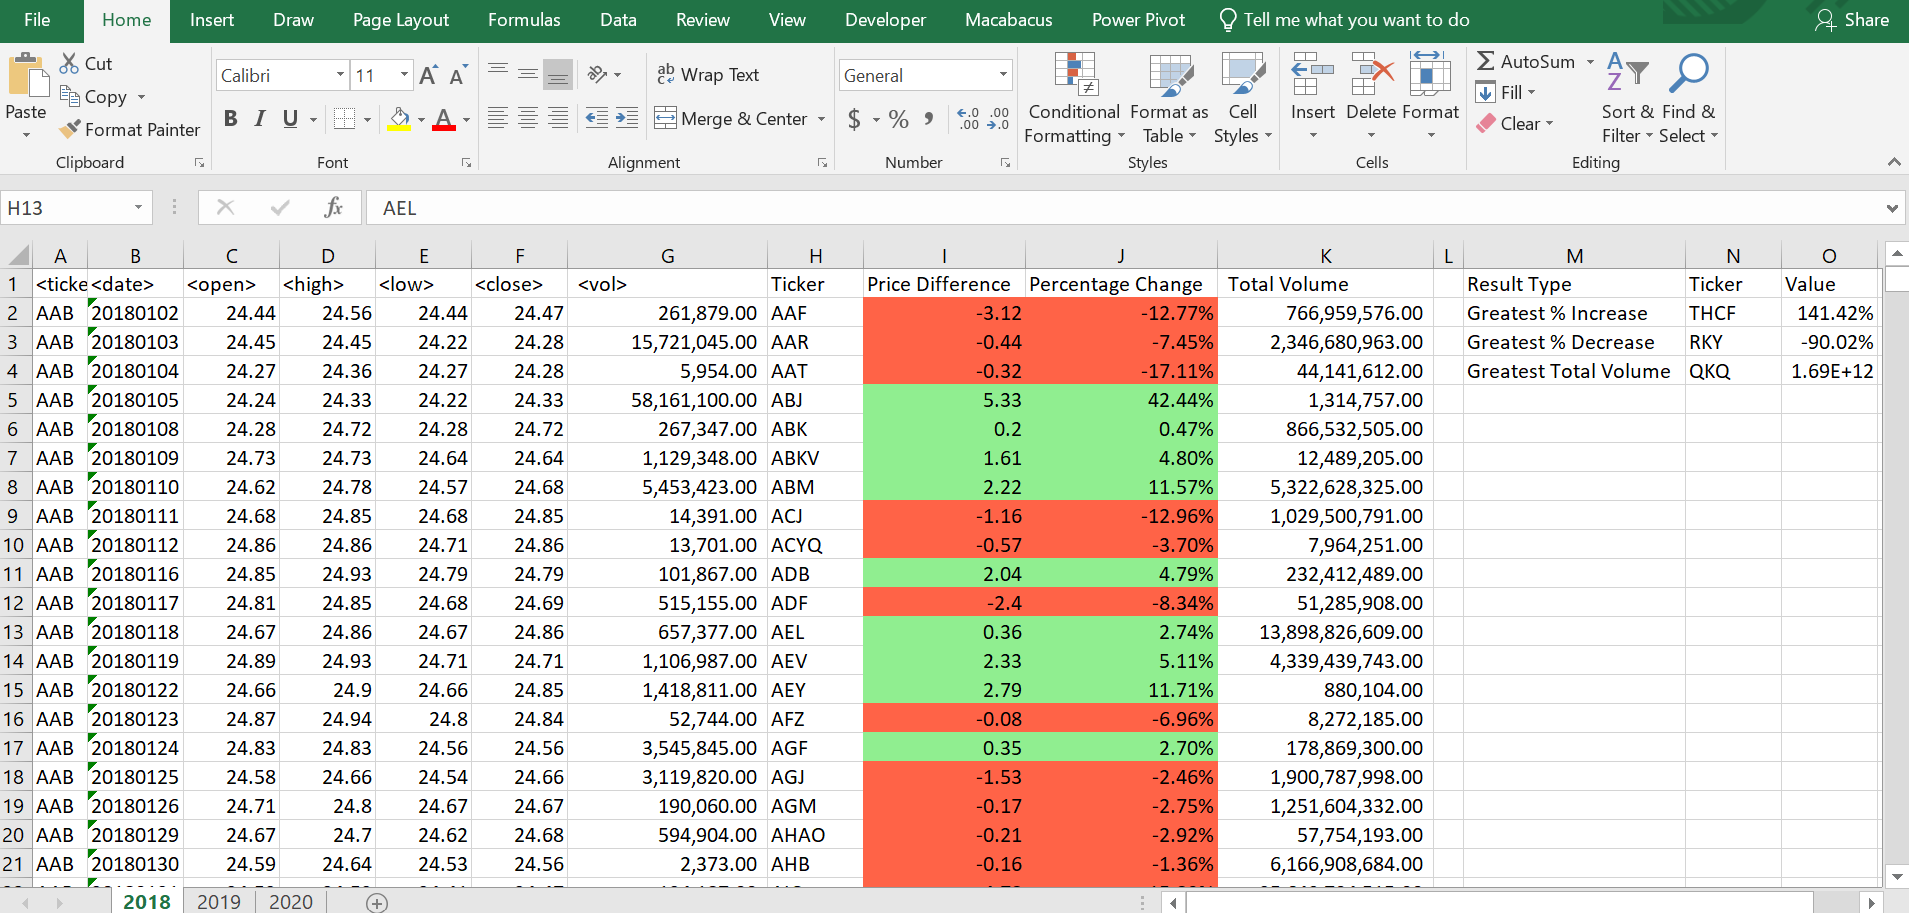 File Home Insert Draw Page Layout Formulas Data Review View Developer Macabacus Power Pivot Tell me what you want to do Share
Cut
Copy
Format Painter
Paste
Clipboard
Calibri 11
B I U
Font
Wrap Text
Merge & Center
Alignment
General
$ % ,
Number
Conditional Formatting
Format as Table
Cell Styles
Styles
Insert Delete Format
Cells
AutoSum
Fill
Clear
Sort & Filter
Find & Select
Editing
H13 fx AEL
A B C D E F G H I J K L M N O
1 <ticke <date> <open> <high> <low> <close> <vol> Ticker Price Difference Percentage Change Total Volume Result Type Ticker Value
2 AAB 20180102 24.44 24.56 24.44 24.47 261,879.00 AAF -3.12 -12.77% 766,959,576.00 Greatest % Increase THCF 141.42%
3 AAB 20180103 24.45 24.45 24.22 24.28 15,721,045.00 AAR -0.44 -7.45% 2,346,680,963.00 Greatest % Decrease RKY -90.02%
4 AAB 20180104 24.27 24.36 24.27 24.28 5,954.00 AAT -0.32 -17.11% 44,141,612.00 Greatest Total Volume QKQ 1.69E+12
5 AAB 20180105 24.24 24.33 24.22 24.33 58,161,100.00 ABJ 5.33 42.44% 1,314,757.00
6 AAB 20180108 24.28 24.72 24.28 24.72 267,347.00 ABK 0.2 0.47% 866,532,505.00
7 AAB 20180109 24.73 24.73 24.64 24.64 1,129,348.00 ABKV 1.61 4.80% 12,489,205.00
8 AAB 20180110 24.62 24.78 24.57 24.68 5,453,423.00 ABM 2.22 11.57% 5,322,628,325.00
9 AAB 20180111 24.68 24.85 24.68 24.85 14,391.00 ACJ -1.16 -12.96% 1,029,500,791.00
10 AAB 20180112 24.86 24.86 24.71 24.86 13,701.00 ACYQ -0.57 -3.70% 7,964,251.00
11 AAB 20180116 24.85 24.93 24.79 24.79 101,867.00 ADB 2.04 4.79% 232,412,489.00
12 AAB 20180117 24.81 24.85 24.68 24.69 515,155.00 ADF -2.4 -8.34% 51,285,908.00
13 AAB 20180118 24.67 24.86 24.67 24.86 657,377.00 AEL 0.36 2.74% 13,898,826,609.00
14 AAB 20180119 24.89 24.93 24.71 24.71 1,106,987.00 AEV 2.33 5.11% 4,339,439,743.00
15 AAB 20180122 24.66 24.9 24.66 24.85 1,418,811.00 AEY 2.79 11.71% 880,104.00
16 AAB 20180123 24.87 24.94 24.8 24.84 52,744.00 AFZ -0.08 -6.96% 8,272,185.00
17 AAB 20180124 24.83 24.83 24.56 24.56 3,545,845.00 AGF 0.35 2.70% 178,869,300.00
18 AAB 20180125 24.58 24.66 24.54 24.66 3,119,820.00 AGJ -1.53 -2.46% 1,900,787,998.00
19 AAB 20180126 24.71 24.8 24.67 24.67 190,060.00 AGM -0.17 -2.75% 1,251,604,332.00
20 AAB 20180129 24.67 24.7 24.62 24.68 594,904.00 AHAO -0.21 -2.92% 57,754,193.00
21 AAB 20180130 24.59 24.64 24.53 24.56 2,373.00 AHB -0.16 -1.36% 6,166,908,684.00
2018 2019 2020